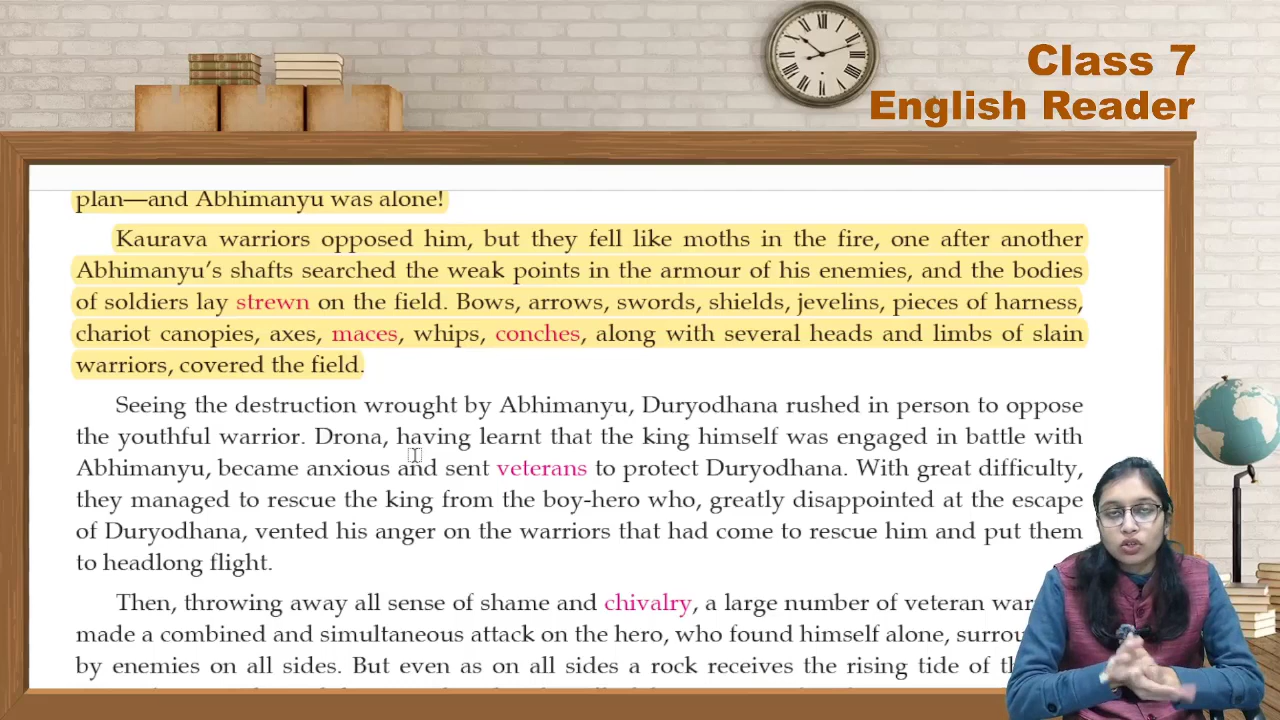 Class 7
English Reader
plan—and Abhimanyu was alone!
Kaurava warriors opposed him, but they fell like moths in the fire, one after another
Abhimanyu’s shafts searched the weak points in the armour of his enemies, and the bodies
of soldiers lay strewn on the field. Bows, arrows, swords, shields, jevelins, pieces of harness,
chariot canopies, axes, maces, whips, conches, along with several heads and limbs of slain
warriors, covered the field.
Seeing the destruction wrought by Abhimanyu, Duryodhana rushed in person to oppose
the youthful warrior. Drona, having learnt that the king himself was engaged in battle with
Abhimanyu, became anxious and sent veterans to protect Duryodhana. With great difficulty,
they managed to rescue the king from the boy-hero who, greatly disappointed at the escape
of Duryodhana, vented his anger on the warriors that had come to rescue him and put them
to headlong flight.
Then, throwing away all sense of shame and chivalry, a large number of veteran
made a combined and simultaneous attack on the hero, who found himself alone,
by enemies on all sides. But even as on all sides a rock receives the rising tide of